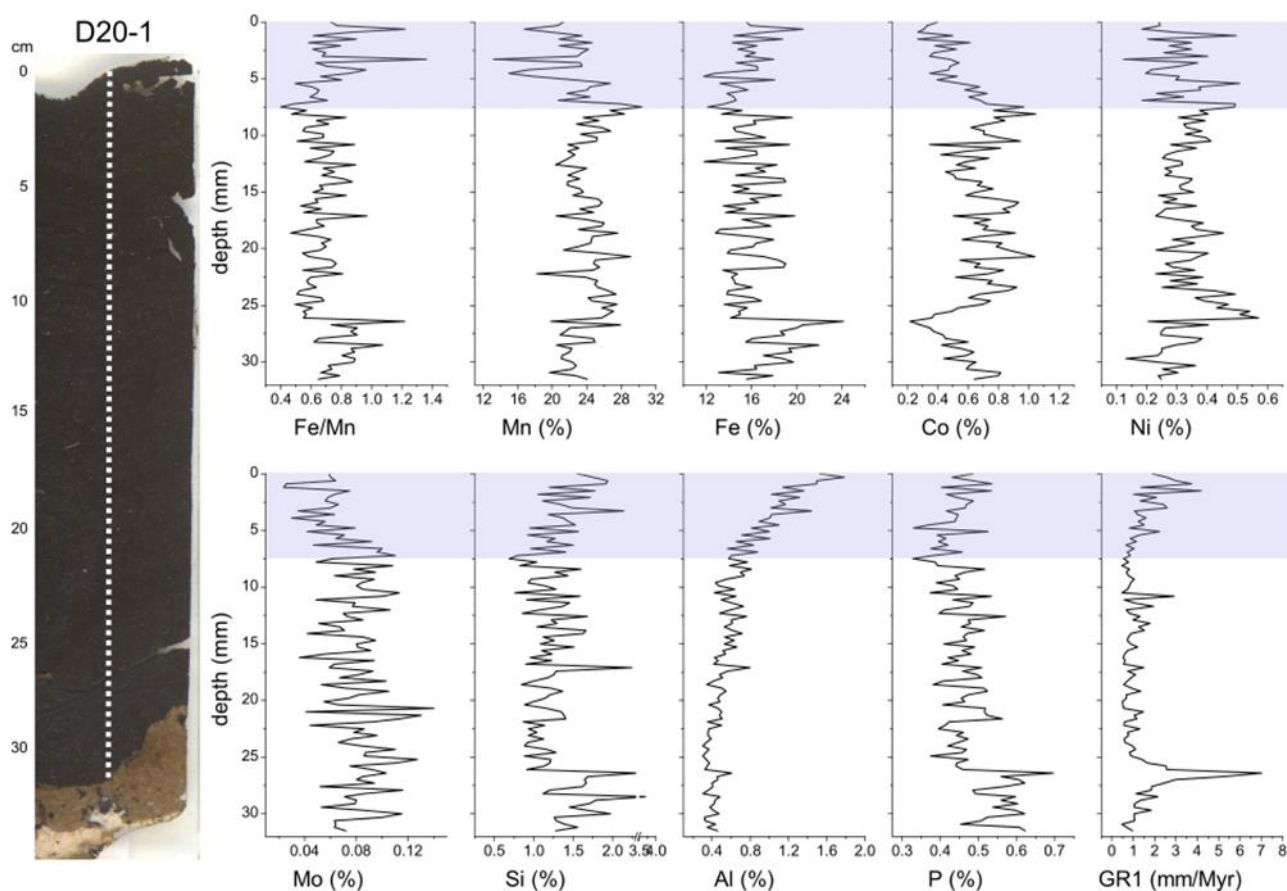 D20-1
cm
0
5
10
15
20
25
30
depth (mm)
0
5
10
15
20
25
30
0.4 0.6 0.8 1.0 1.2 1.4
Fe/Mn
12 16 20 24 28 32
Mn (%)
12 16 20 24
Fe (%)
0.2 0.4 0.6 0.8 1.0 1.2
Co (%)
0.1 0.2 0.3 0.4 0.5 0.6
Ni (%)
depth (mm)
0
5
10
15
20
25
30
0.04 0.08 0.12
Mo (%)
0.5 1.0 1.5 2.0 3.5 4.0
Si (%)
0.4 0.8 1.2 1.6 2.0
Al (%)
0.3 0.4 0.5 0.6 0.7
P (%)
0 1 2 3 4 5 6 7 8
GR1 (mm/Myr)